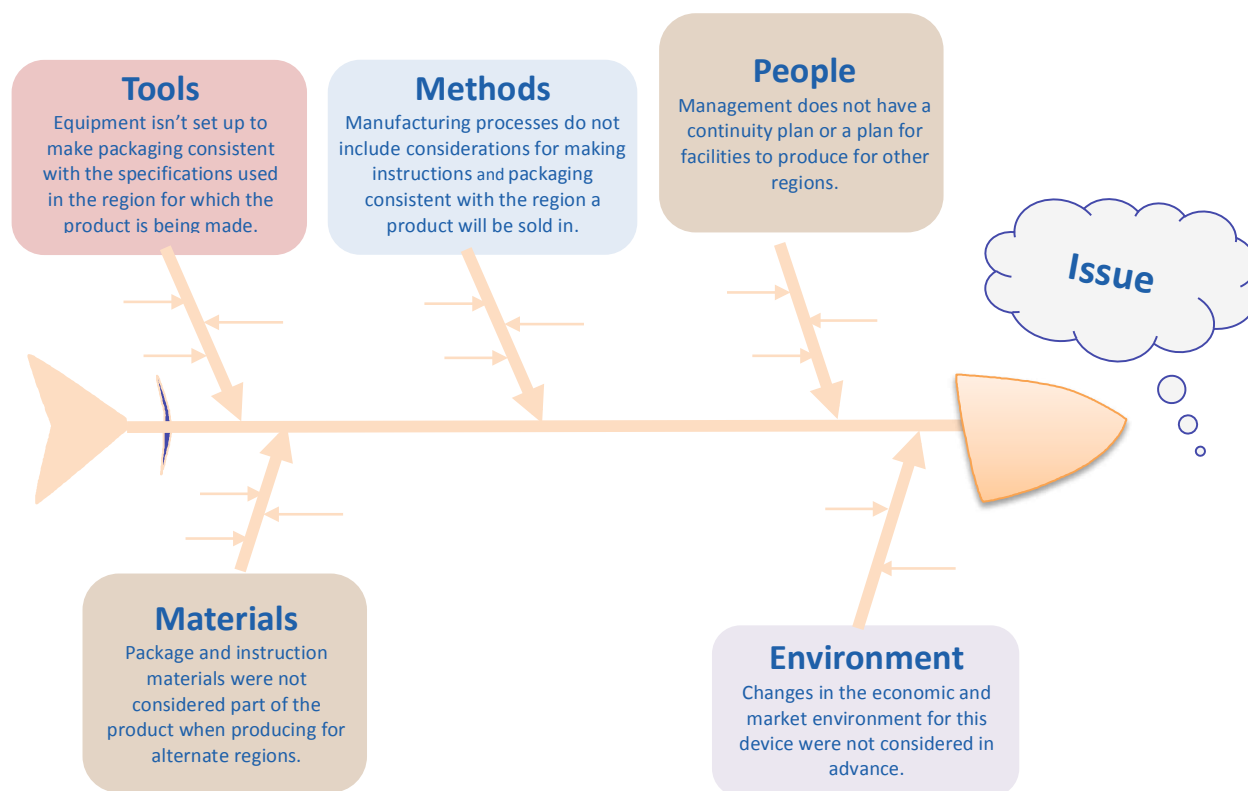 Tools
Equipment isn’t set up to
make packaging consistent
with the specifications used
in the region for which the
product is being made.
Methods
Manufacturing processes do not
include considerations for making
instructions and packaging
consistent with the region a
product will be sold in.
People
Management does not have a
continuity plan or a plan for
facilities to produce for other
regions.
Issue
Materials
Package and instruction
materials were not
considered part of the
product when producing for
alternate regions.
Environment
Changes in the economic and
market environment for this
device were not considered in
advance.